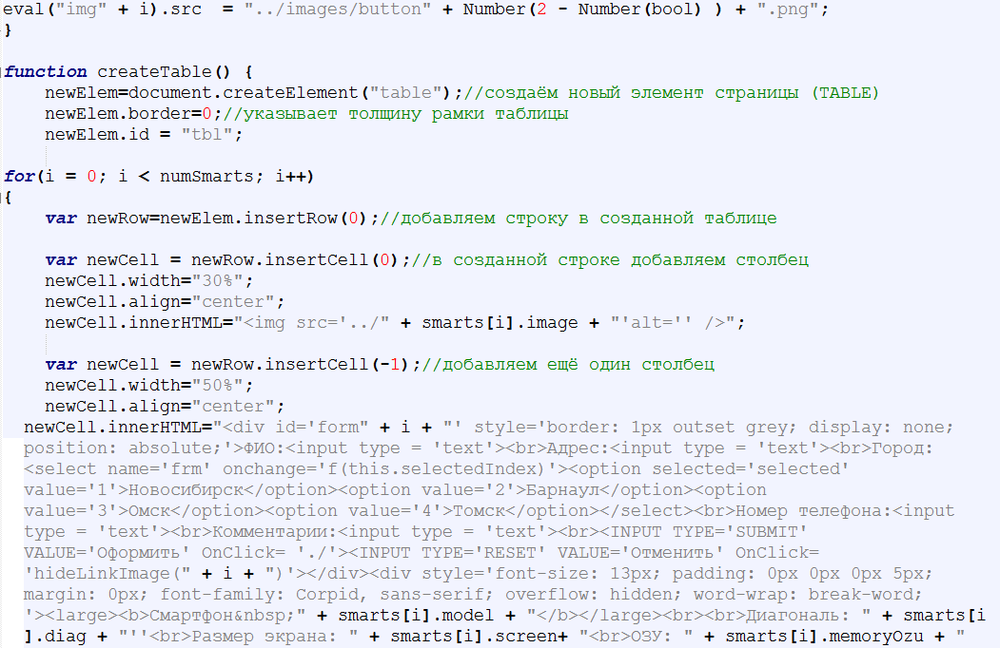 eval("img" + i).src  = "../images/button" + Number(2 - Number(bool) ) + ".png";
}
function createTable() {
newElem=document.createElement("table");//создаём новый элемент страницы (TABLE)
newElem.border=0;//указывает толщину рамки таблицы
newElem.id = "tbl";
for(i = 0; i < numSmarts; i++)
{
var newRow=newElem.insertRow(0);//добавляем строку в созданной таблице
var newCell = newRow.insertCell(0);//в созданной строке добавляем столбец
newCell.width="30%";
newCell.align="center";
newCell.innerHTML="<img src='../" + smarts[i].image + "'alt='' />";
var newCell = newRow.insertCell(-1);//добавляем ещё один столбец
newCell.width="50%";
newCell.align="center";
newCell.innerHTML="<div id='form" + i + "' style='border: 1px outset grey; display: none;
position: absolute;'>ФИО:<input type = 'text'><br>Адрес:<input type = 'text'><br>Город:
<select name='frm' onchange='f(this.selectedIndex)'><option selected='selected'
value='1'>Новосибирск</option><option value='2'>Барнаул</option><option
value='3'>Омск</option><option value='4'>Томск</option></select><br>Номер телефона:<input
type = 'text'><br>Комментарии:<input type = 'text'><br><INPUT TYPE='SUBMIT'
VALUE='Оформить' OnClick= './'><INPUT TYPE='RESET' VALUE='Отменить' OnClick=
'hideLinkImage(" + i + ")'></div><div style='font-size: 13px; padding: 0px 0px 0px 5px;
margin: 0px; font-family: Corpid, sans-serif; overflow: hidden; word-wrap: break-word;
'><large><b>Смартфон&nbsp;" + smarts[i].model + "</b></large><br><br>Диагональ: " + smarts[i
].diag + "''<br>Размер экрана: " + smarts[i].screen+ "<br>ОЗУ: " + smarts[i].memoryOzu + "